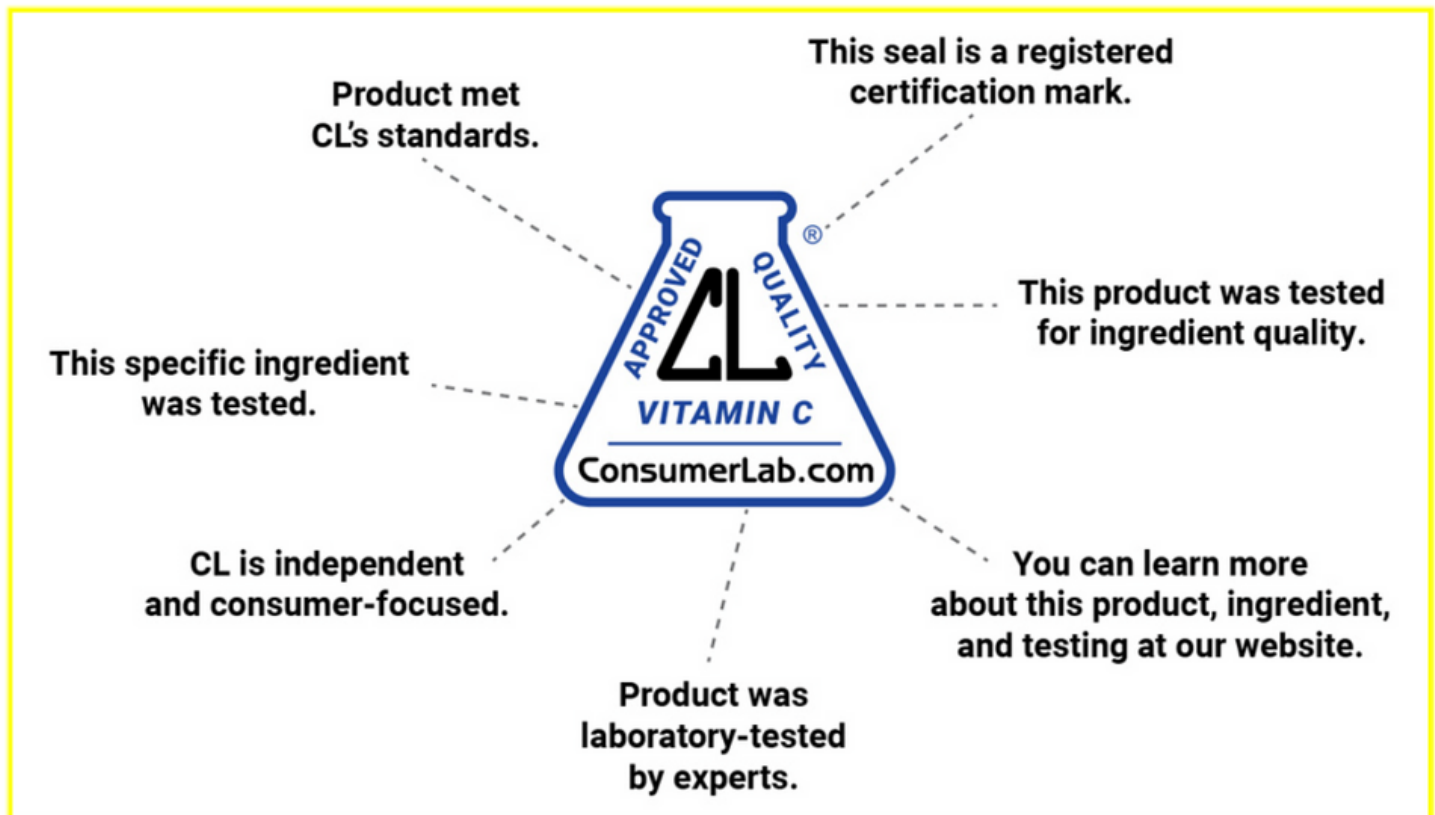 This seal is a registered
certification mark.
Product met
CL's standards.
®
APPROVED
QUALITY
CL
This product was tested
for ingredient quality.
This specific ingredient
was tested.
VITAMIN C
ConsumerLab.com
CL is independent
and consumer-focused.
You can learn more
about this product, ingredient,
and testing at our website.
Product was
laboratory-tested
by experts.